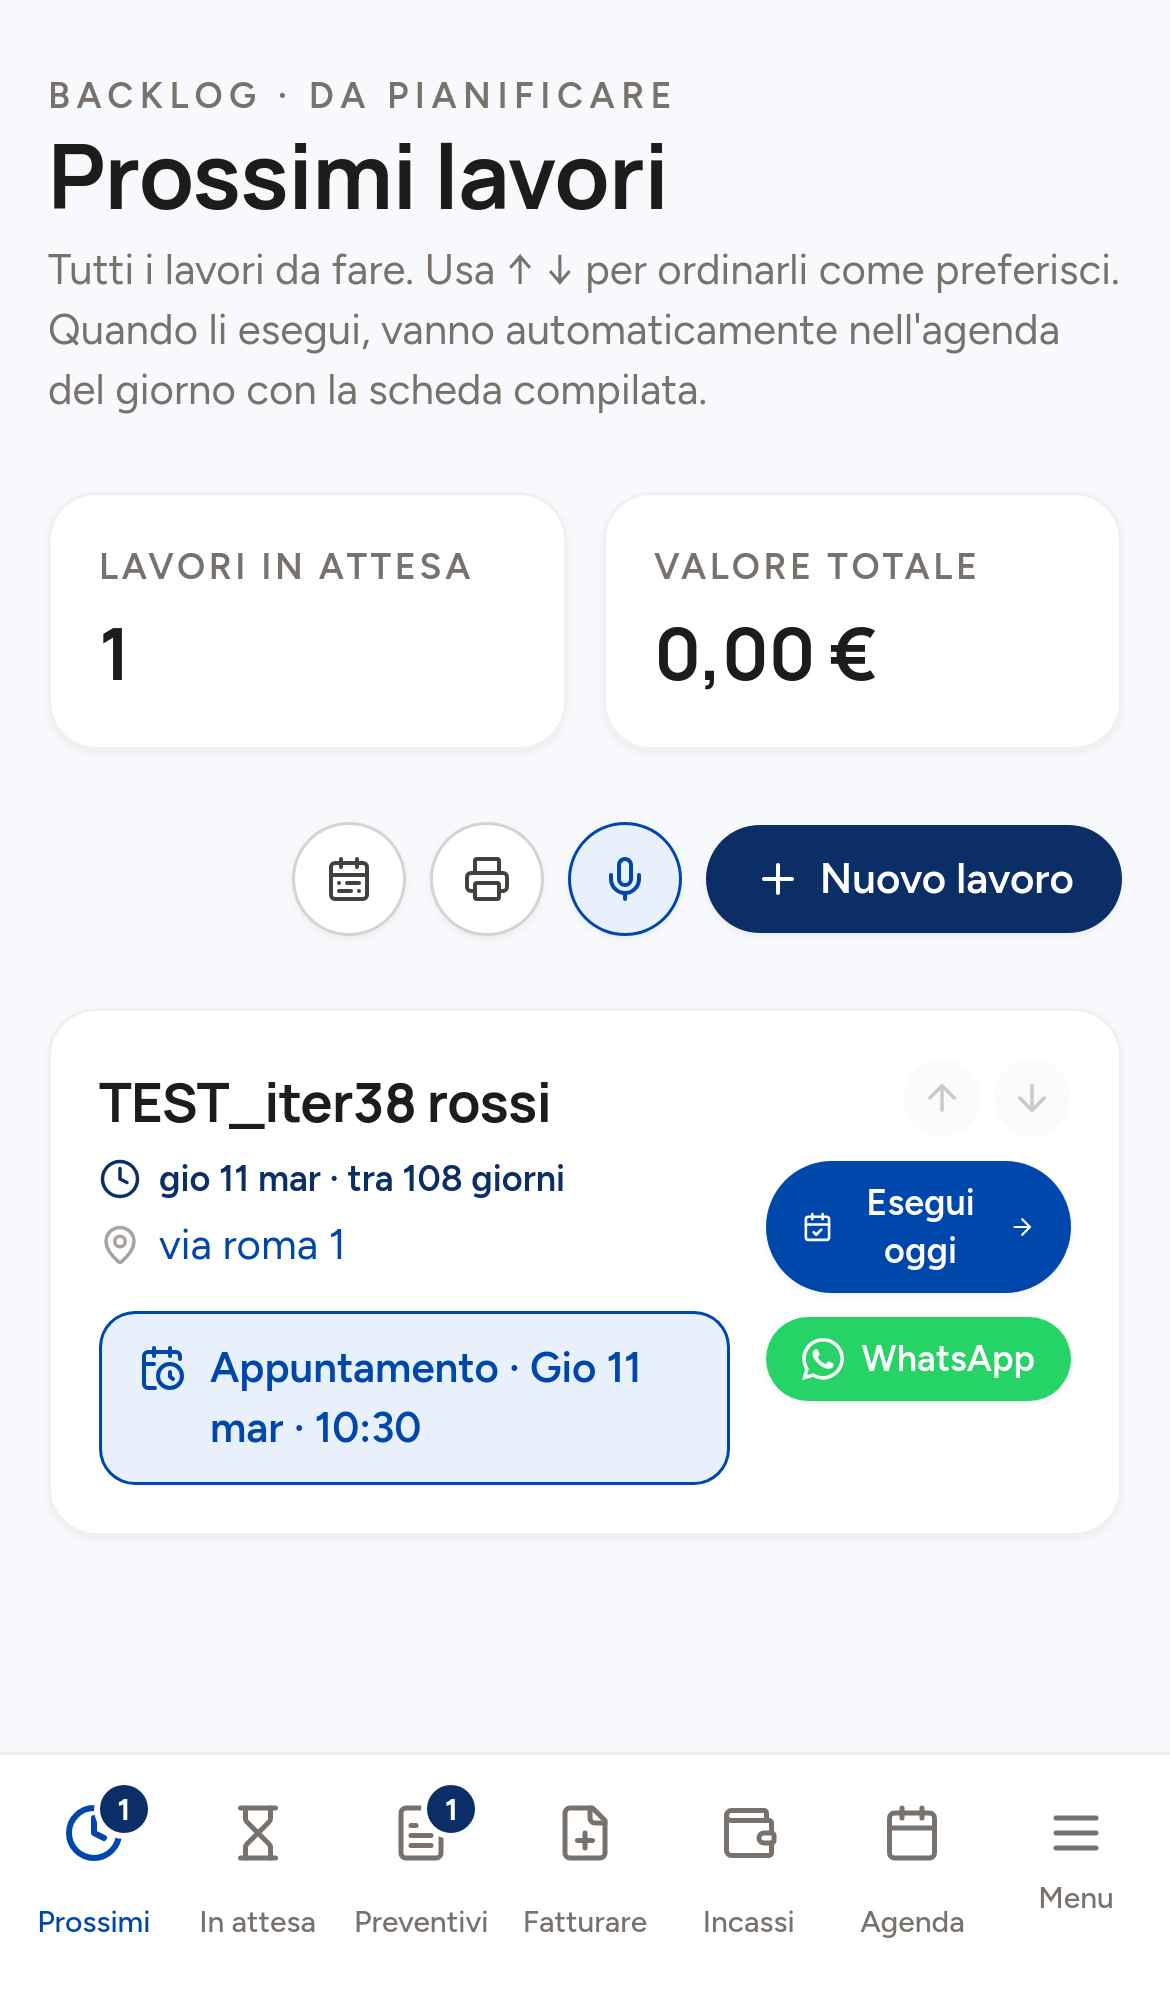 BACKLOG · DA PIANIFICARE
Prossimi lavori
Tutti i lavori da fare. Usa ↑ ↓ per ordinarli come preferisci.
Quando li esegui, vanno automaticamente nell'agenda
del giorno con la scheda compilata.
LAVORI IN ATTESA
1
VALORE TOTALE
0,00 €
Nuovo lavoro
TEST_iter38 rossi
gio 11 mar · tra 108 giorni
via roma 1
Appuntamento · Gio 11
mar · 10:30
Esegui
oggi
WhatsApp
1
Prossimi
In attesa
1
Preventivi
Fatturare
Incassi
Agenda
Menu